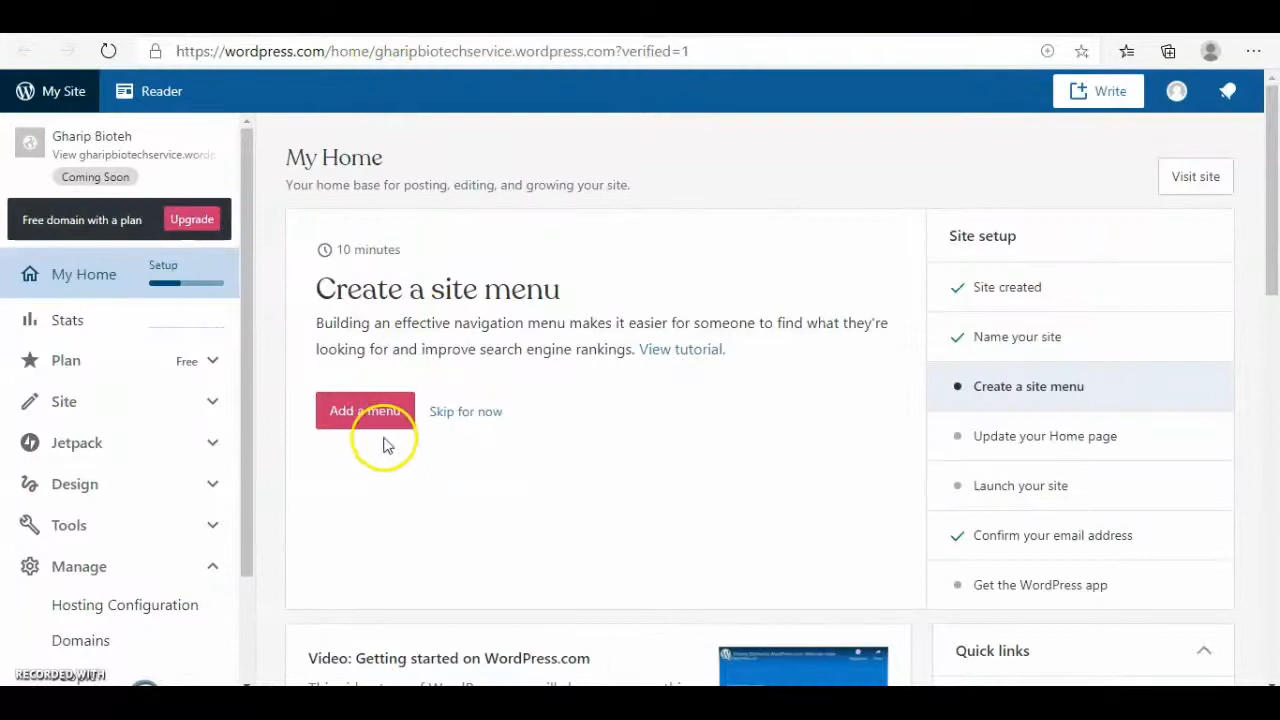 https://wordpress.com/home/gharipbiotechservice.wordpress.com?verified=1
My Site
Reader
Write
Gharip Bioteh
View gharipbiotechservice.wordp
Coming Soon
Free domain with a plan
Upgrade
My Home
Setup
Stats
Plan
Free
Site
Jetpack
Design
Tools
Manage
Hosting Configuration
Domains
RECORDED WITH
My Home
Your home base for posting, editing, and growing your site.
Visit site
10 minutes
Create a site menu
Building an effective navigation menu makes it easier for someone to find what they're
looking for and improve search engine rankings. View tutorial.
Add a menu
Skip for now
Site setup
Site created
Name your site
Create a site menu
Update your Home page
Launch your site
Confirm your email address
Get the WordPress app
Video: Getting started on WordPress.com
Quick links